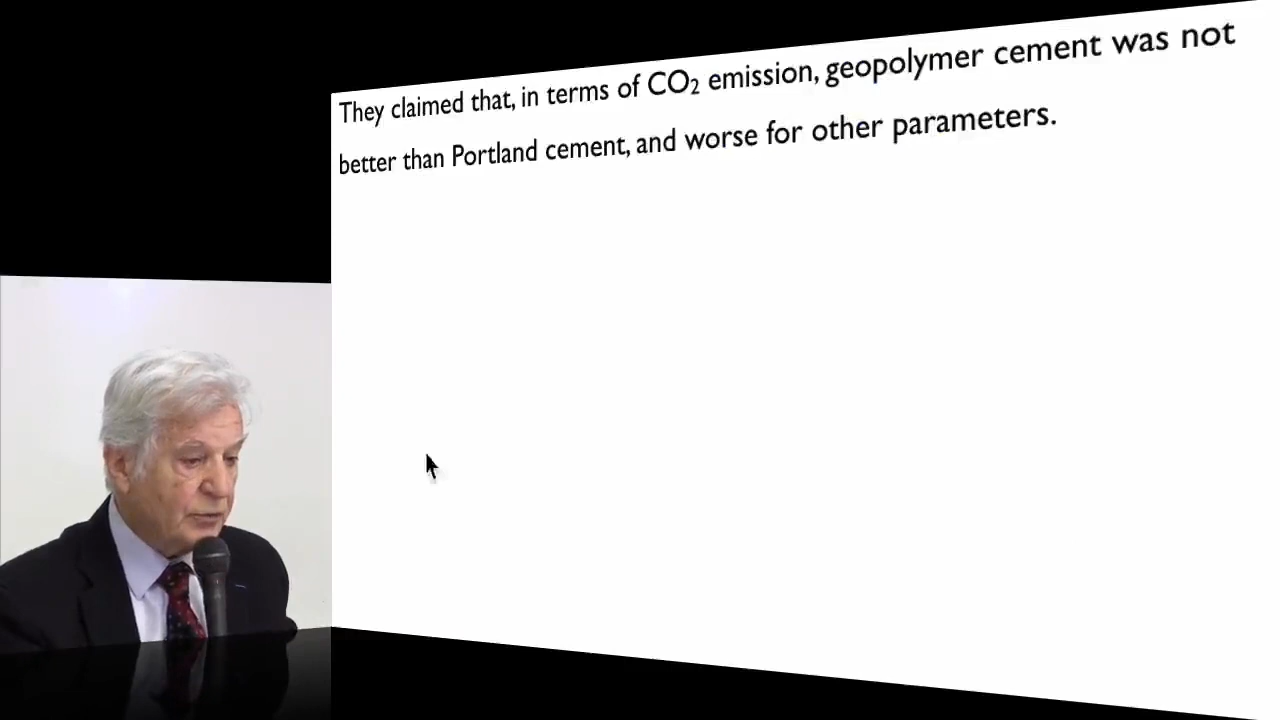 They claimed that, in terms of CO₂ emission, geopolymer cement was not
better than Portland cement, and worse for other parameters.